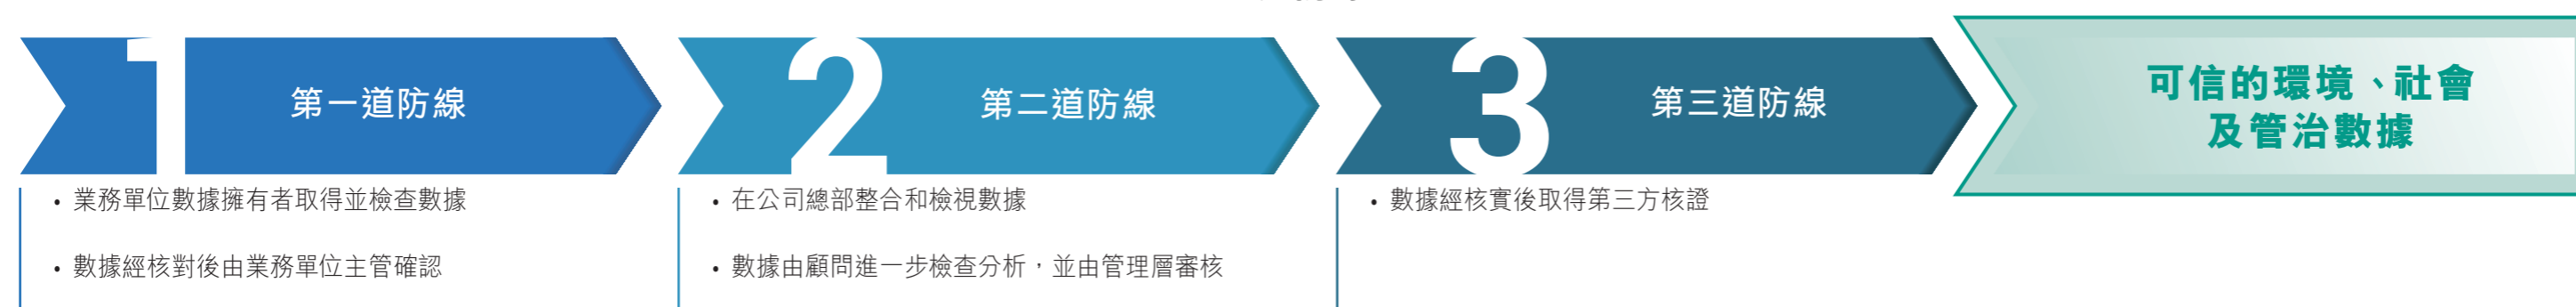 1
第一道防線
• 業務單位數據擁有者取得並檢查數據
• 數據經核對後由業務單位主管確認
2
第二道防線
• 在公司總部整合和檢視數據
• 數據由顧問進一步檢查分析，並由管理層審核
3
第三道防線
• 數據經核實後取得第三方核證
可信的環境、社會
及管治數據